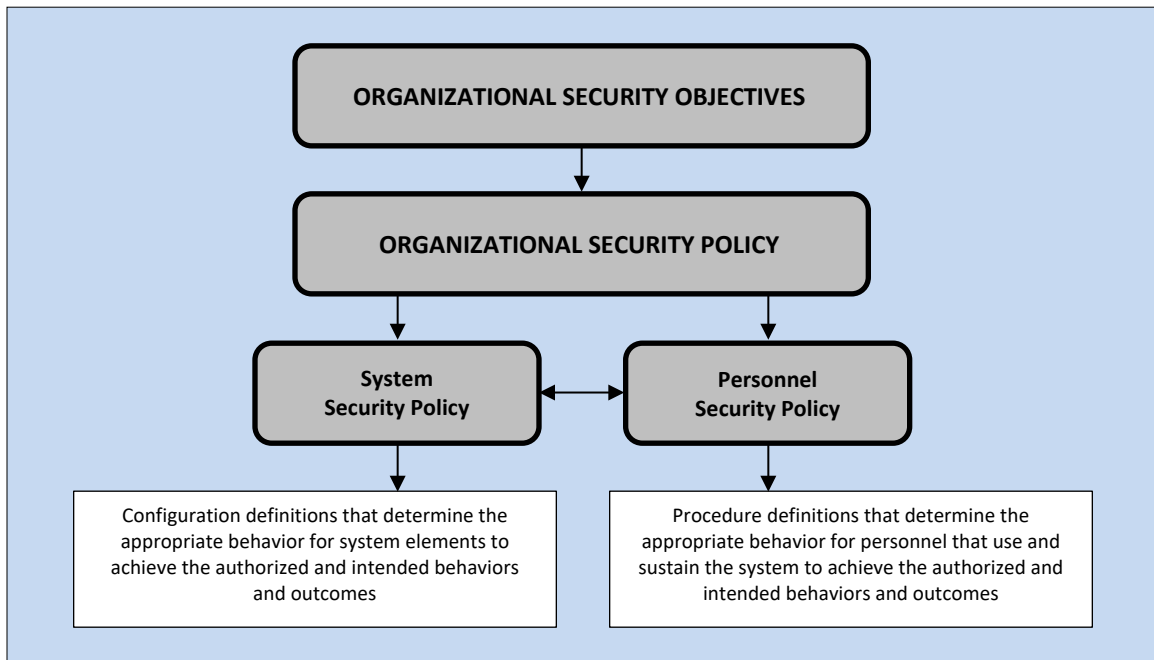 ORGANIZATIONAL SECURITY OBJECTIVES
ORGANIZATIONAL SECURITY POLICY
System
Security Policy
Personnel
Security Policy
Configuration definitions that determine the
appropriate behavior for system elements to
achieve the authorized and intended behaviors
and outcomes
Procedure definitions that determine the
appropriate behavior for personnel that use and
sustain the system to achieve the authorized and
intended behaviors and outcomes